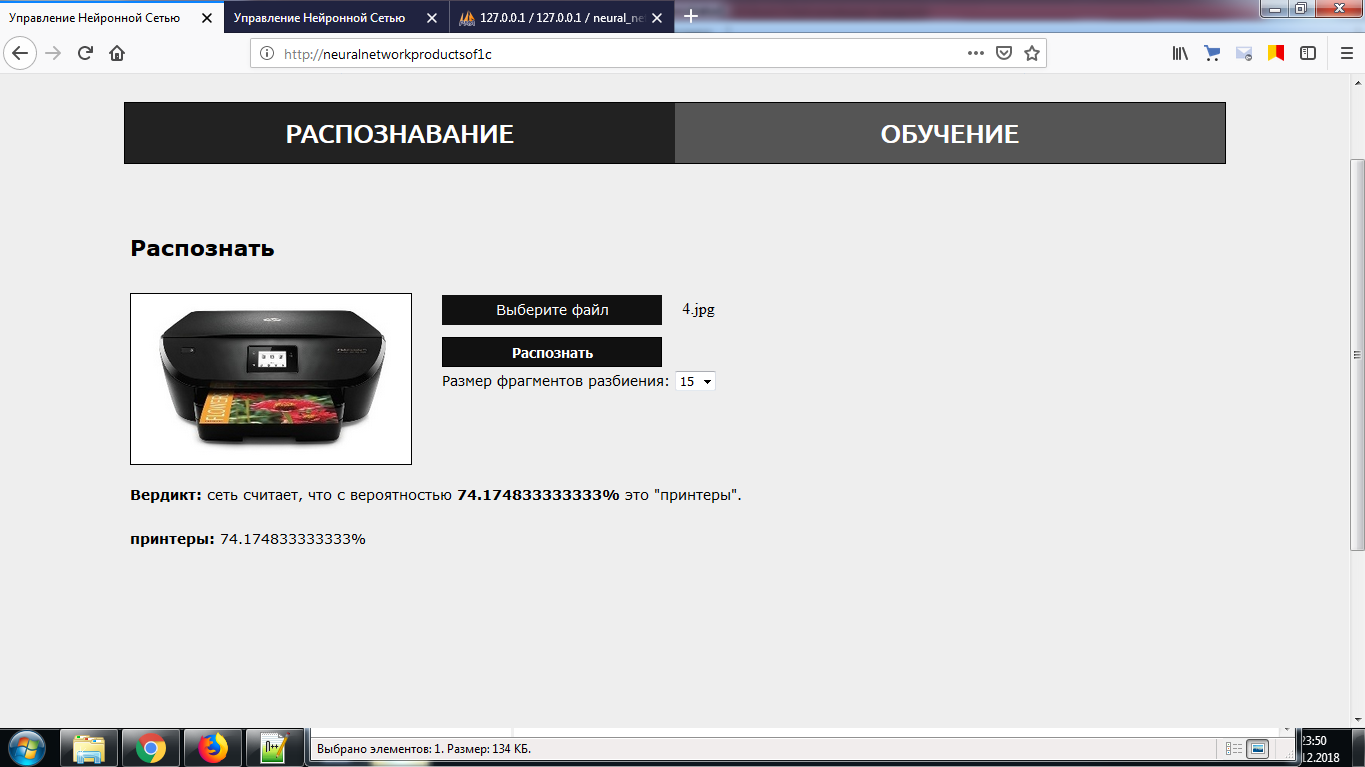 Управление Нейронной Сетью
Управление Нейронной Сетью
127.0.0.1 / 127.0.0.1 / neural_ne
http://neuralnetworkproductsof1c
РАСПОЗНАВАНИЕ
ОБУЧЕНИЕ
Распознать
Выберите файл
4.jpg
Распознать
Размер фрагментов разбиения: 15
Вердикт: сеть считает, что с вероятностью 74.174833333333% это "принтеры".
принтеры: 74.174833333333%
Выбрано элементов: 1. Размер: 134 КБ.
23:50
12.2018